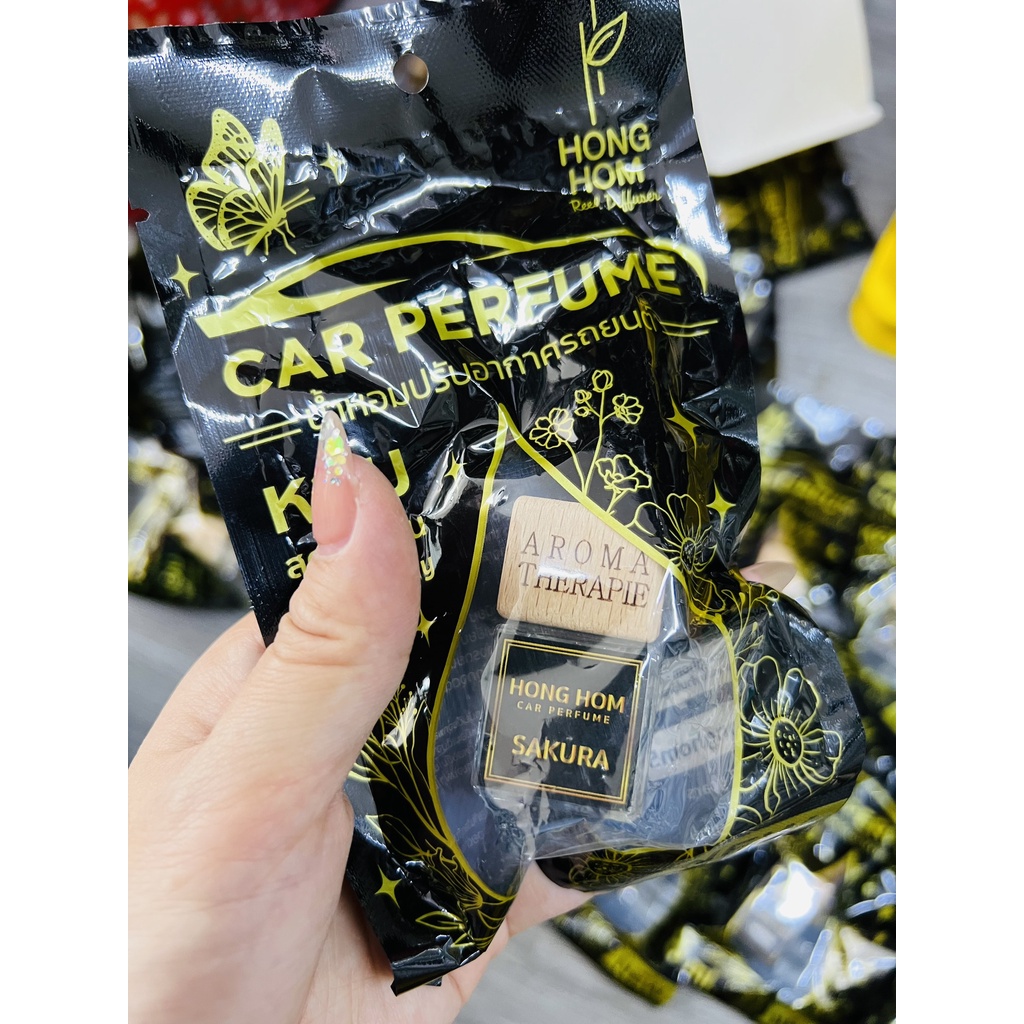 HONG
HOM
Reed Diffuser
CAR PERFUME
น้ำหอมปรับอากาศรถยนต์
AROMA
THERAPIE
HONG HOM
CAR PERFUME
SAKURA